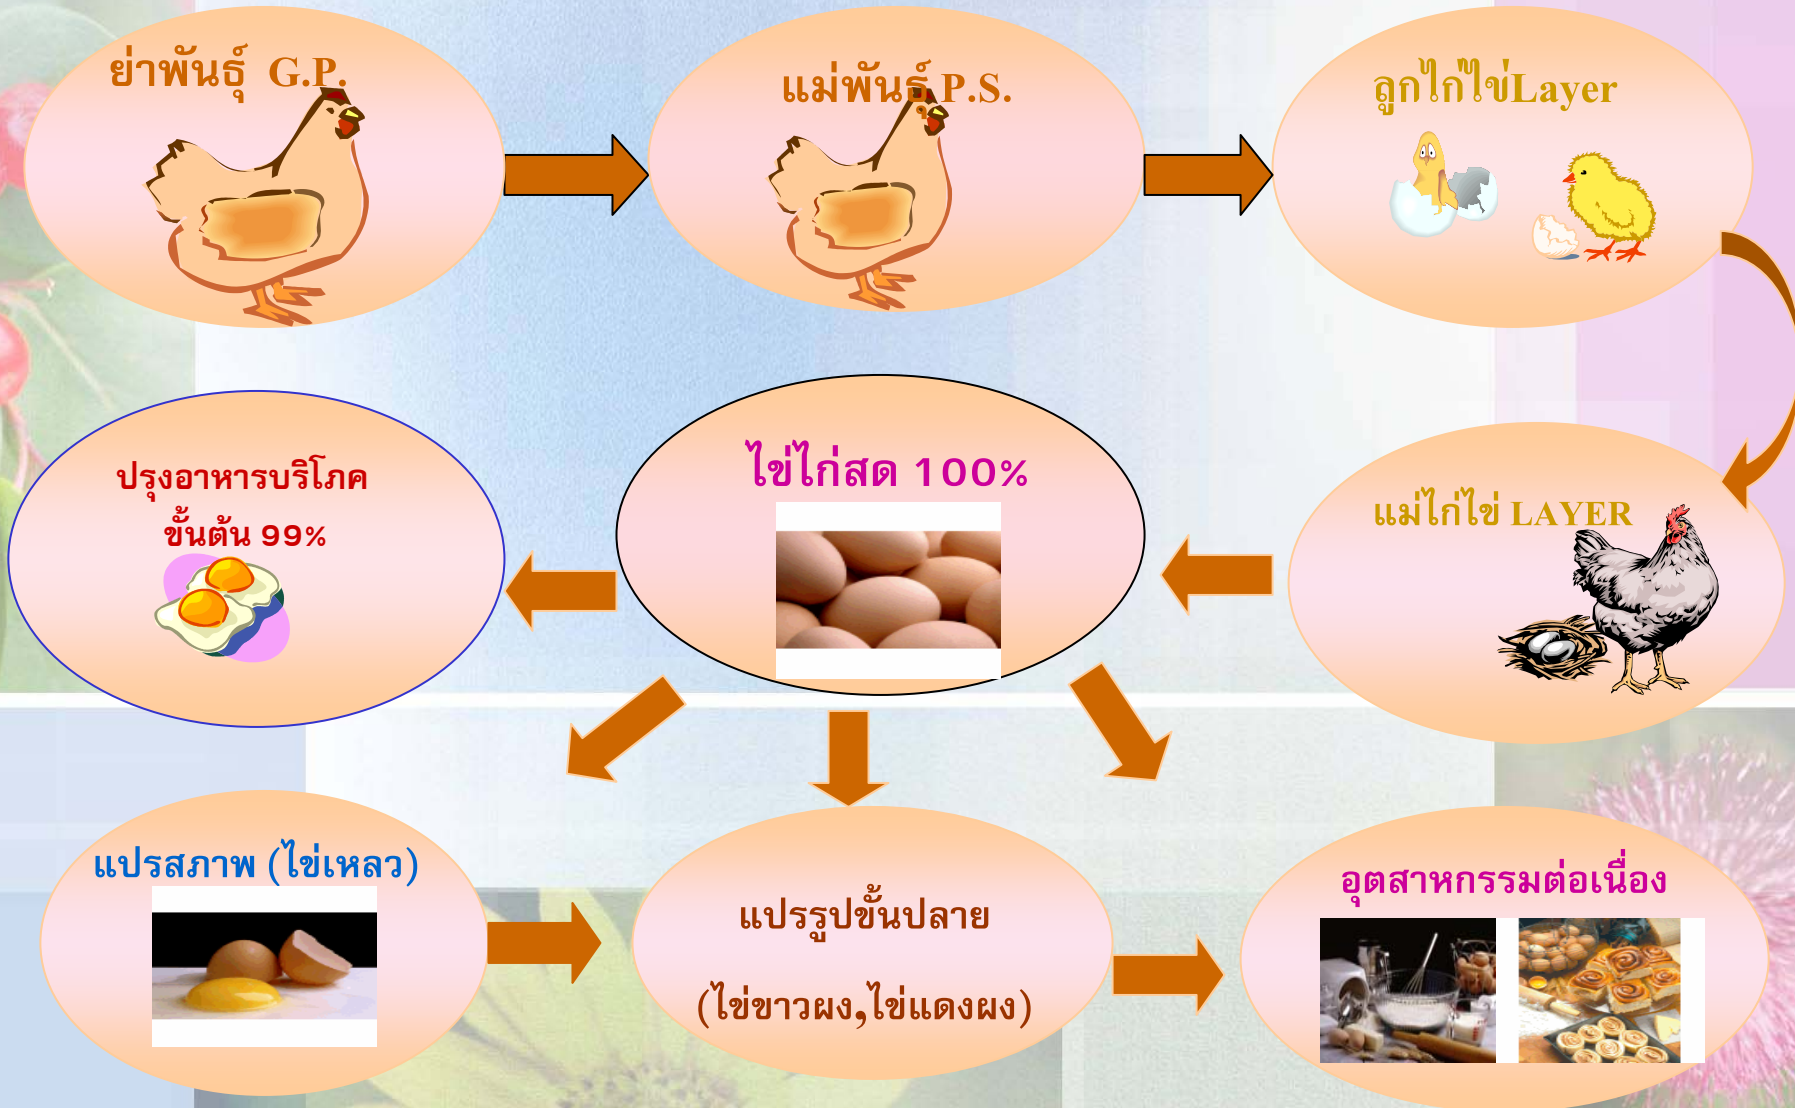 ย่าพันธุ์ G.P.
แม่พันธุ์ P.S.
ลูกไก่ไข่Layer
ปรุงอาหารบริโภค
ขั้นต้น 99%
ไข่ไก่สด 100%
แม่ไก่ไข่ LAYER
แปรสภาพ (ไข่เหลว)
แปรรูปขั้นปลาย
(ไข่ขาวผง,ไข่แดงผง)
อุตสาหกรรมต่อเนื่อง